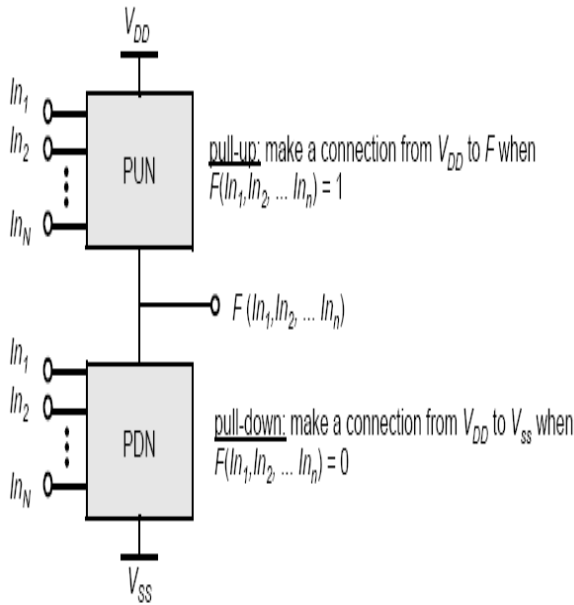 V_DD
In_1
In_2
In_N
PUN
pull-up: make a connection from V_DD to F when
F(In_1,In_2, ... In_n) = 1
F (In_1,In_2, ... In_n)
In_1
In_2
In_N
PDN
pull-down: make a connection from V_DD to V_ss when
F(In_1,In_2, ... In_n) = 0
V_SS